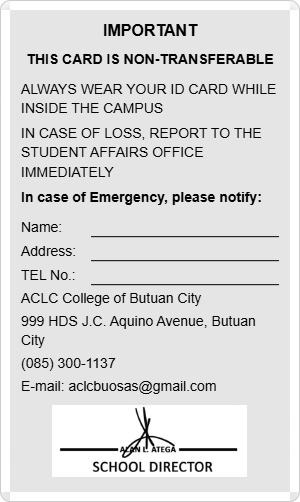 IMPORTANT
THIS CARD IS NON-TRANSFERABLE
ALWAYS WEAR YOUR ID CARD WHILE
INSIDE THE CAMPUS
IN CASE OF LOSS, REPORT TO THE
STUDENT AFFAIRS OFFICE
IMMEDIATELY
In case of Emergency, please notify:
Name:
Address:
TEL No.:
ACLC College of Butuan City
999 HDS J.C. Aquino Avenue, Butuan
City
(085) 300-1137
E-mail: aclcbuosas@gmail.com
ALAN L. ATEGA
SCHOOL DIRECTOR